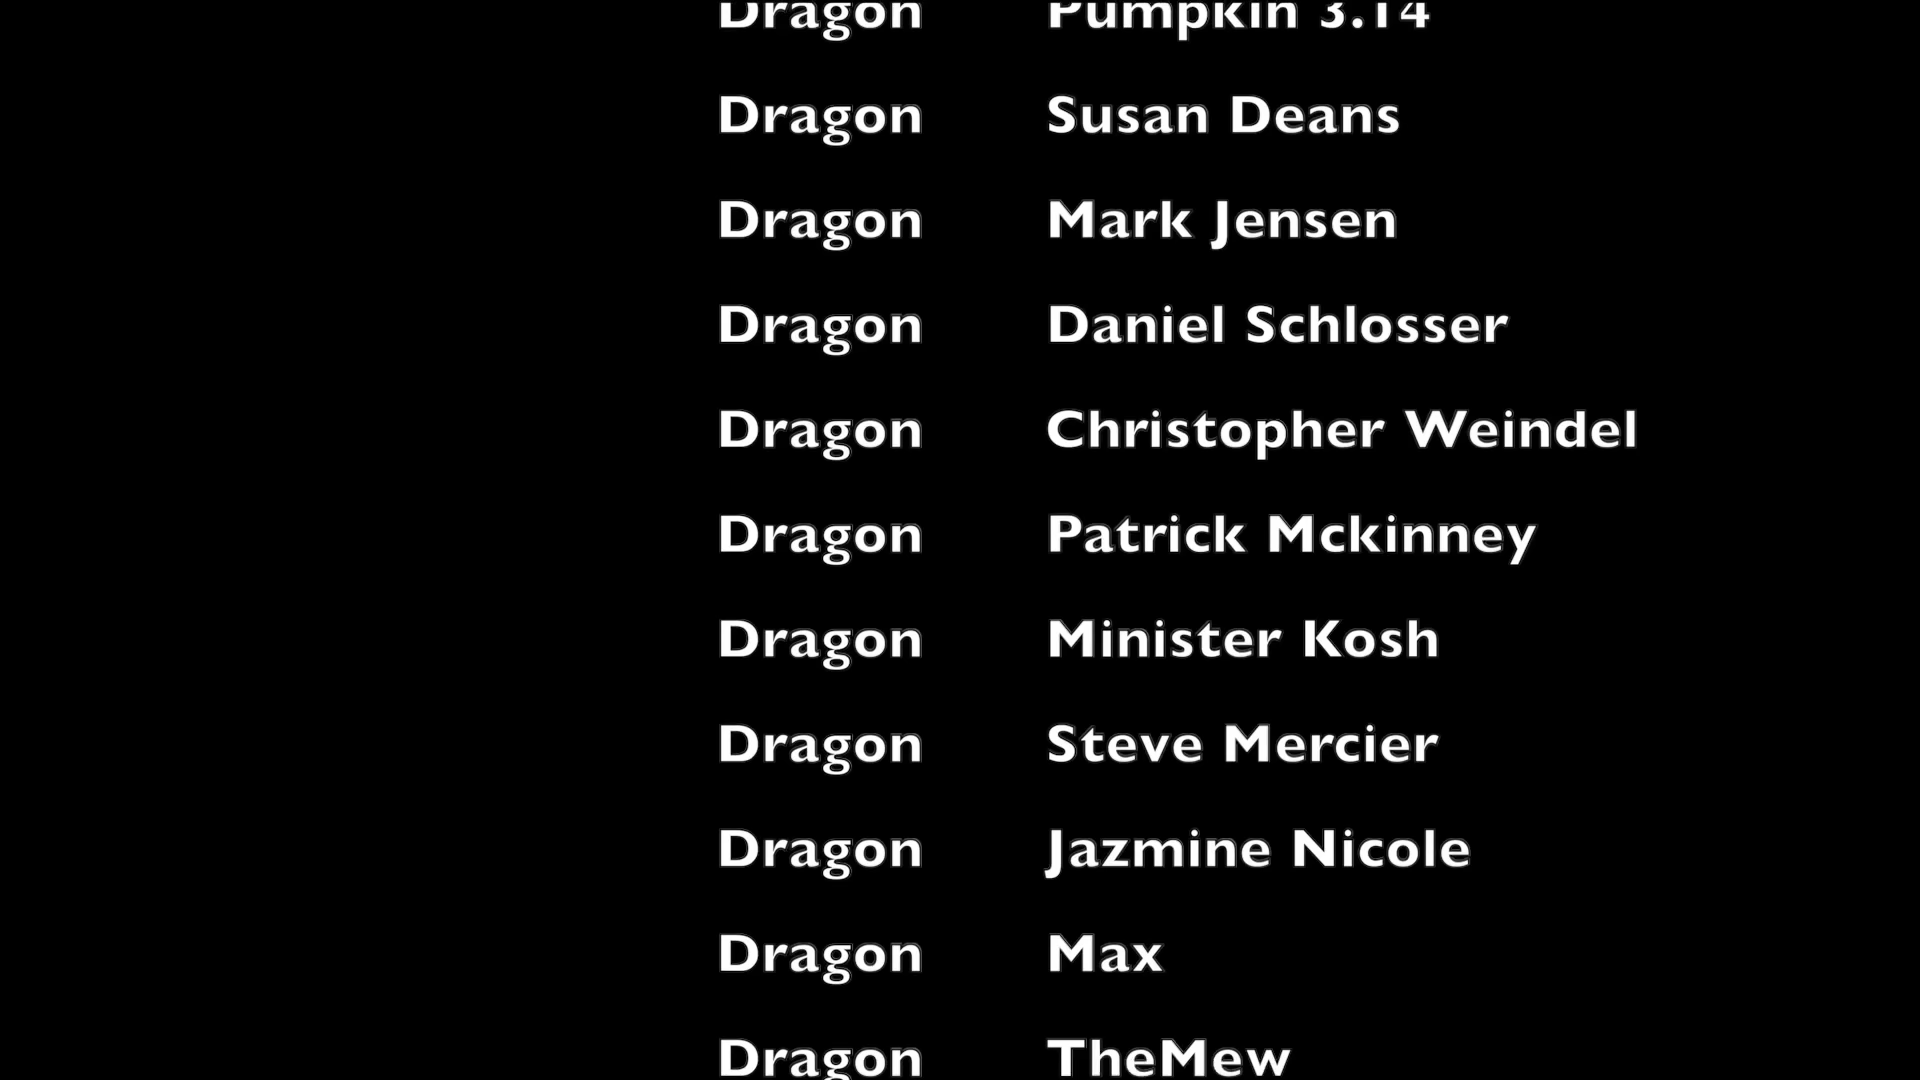 Dragon Pumpkin 3.14
Dragon Susan Deans
Dragon Mark Jensen
Dragon Daniel Schlosser
Dragon Christopher Weindel
Dragon Patrick Mckinney
Dragon Minister Kosh
Dragon Steve Mercier
Dragon Jazmine Nicole
Dragon Max
Dragon TheMew